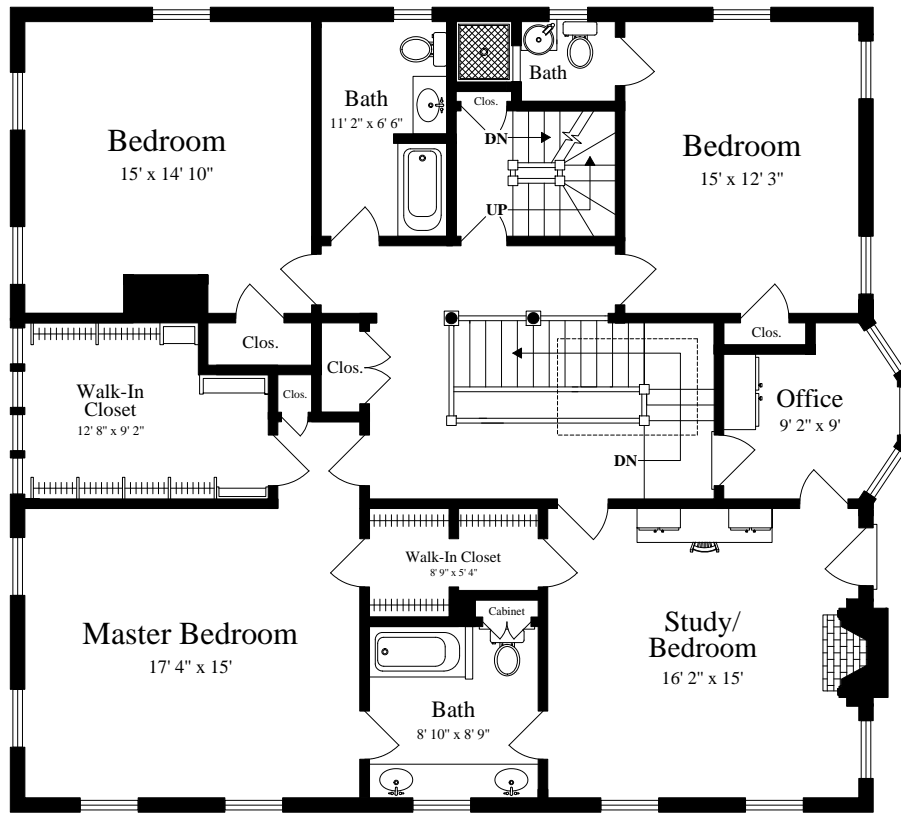 Bedroom
15' x 14' 10"
Bath
11' 2" x 6' 6"
Bath
Clos.
DN
UP
Bedroom
15' x 12' 3"
Clos.
Clos.
Clos.
Walk-In
Closet
12' 8" x 9' 2"
Clos.
Office
9' 2" x 9'
DN
Walk-In Closet
8' 9" x 5' 4"
Cabinet
Master Bedroom
17' 4" x 15'
Study/
Bedroom
16' 2" x 15'
Bath
8' 10" x 8' 9"